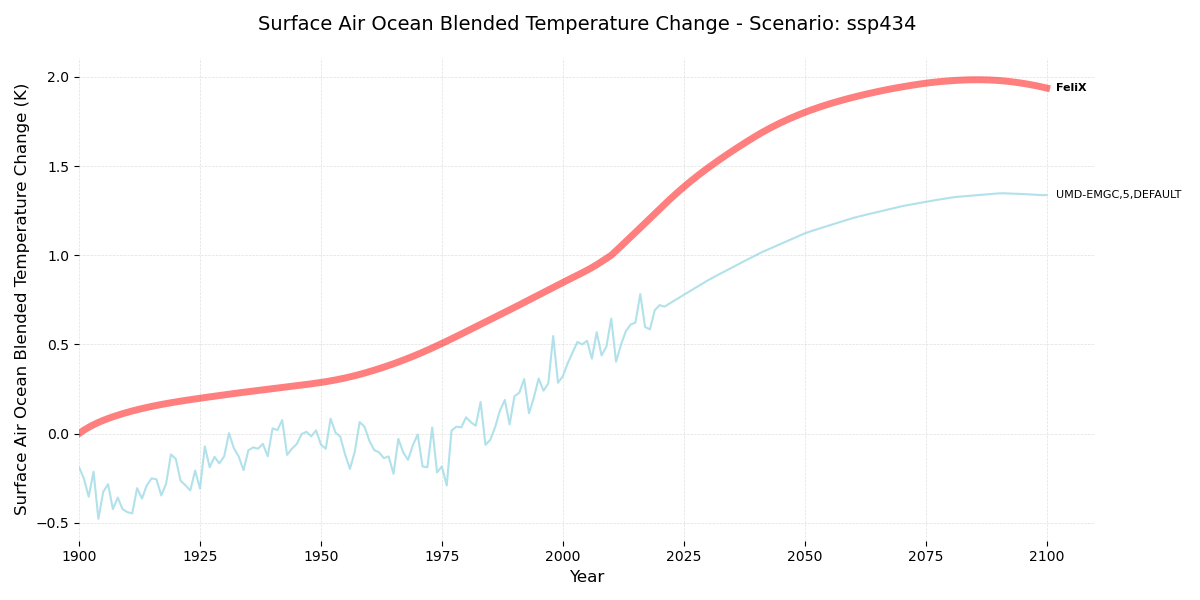 Surface Air Ocean Blended Temperature Change - Scenario: ssp434
Surface Air Ocean Blended Temperature Change (K)
2.0
1.5
1.0
0.5
0.0
−0.5
FeliX
UMD-EMGC,5,DEFAULT
1900 1925 1950 1975 2000 2025 2050 2075 2100
Year